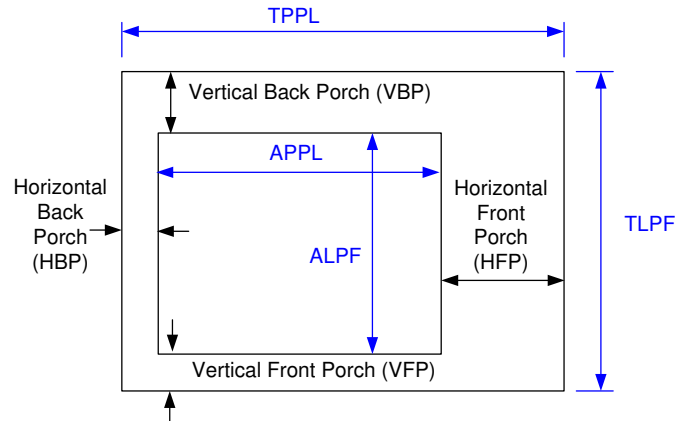 TPPL
Vertical Back Porch (VBP)
APPL
Horizontal
Back
Porch
(HBP)
ALPF
Horizontal
Front
Porch
(HFP)
TLPF
Vertical Front Porch (VFP)